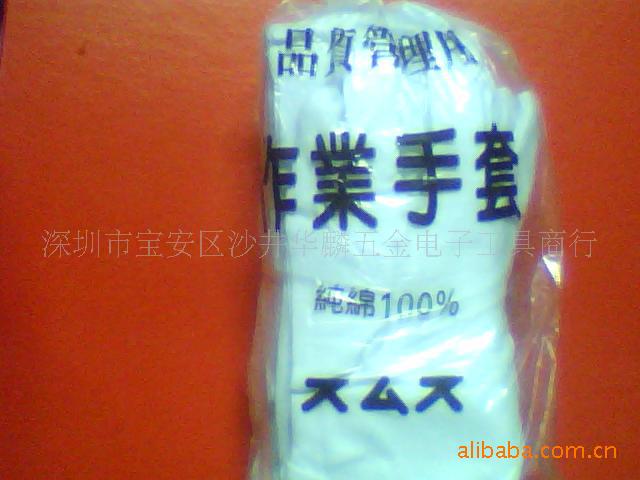 品質管理用
作業手套
深圳市宝安区沙井华麟五金电子工具商行
純綿100%
スムス
alibaba.com.cn